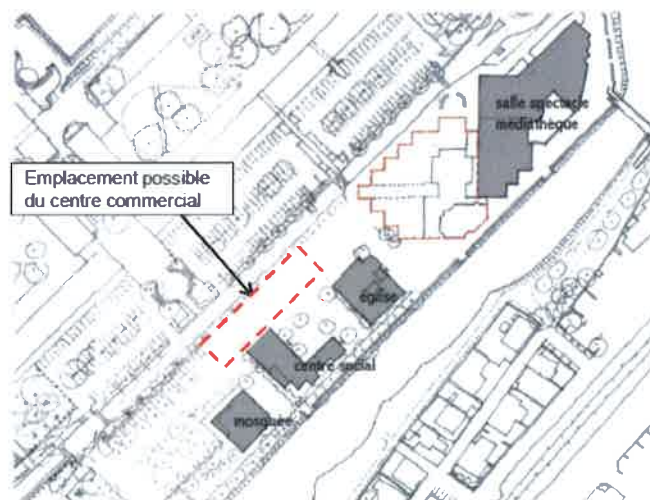 salle spectacle
médiathèque
Emplacement possible
du centre commercial
église
centre social
mosquée